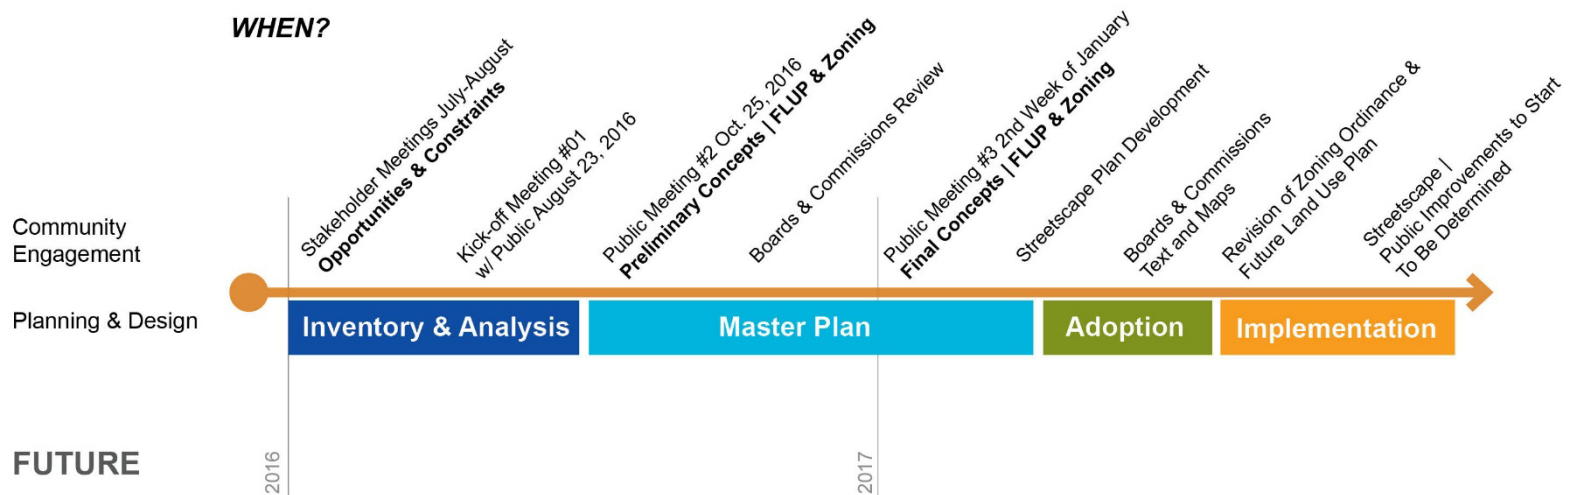 WHEN?
Stakeholder Meetings July-August
Opportunities & Constraints
Kick-off Meeting #01
w/ Public August 23, 2016
Public Meeting #2 Oct. 25, 2016
Preliminary Concepts | FLUP & Zoning
Boards & Commissions Review
Public Meeting #3 2nd Week of January
Final Concepts | FLUP & Zoning
Streetscape Plan Development
Boards & Commissions
Text and Maps
Revision of Zoning Ordinance &
Future Land Use Plan
Streetscape |
Public Improvements to Start
To Be Determined
Community
Engagement
Planning & Design
Inventory & Analysis
Master Plan
Adoption
Implementation
FUTURE
2016
2017